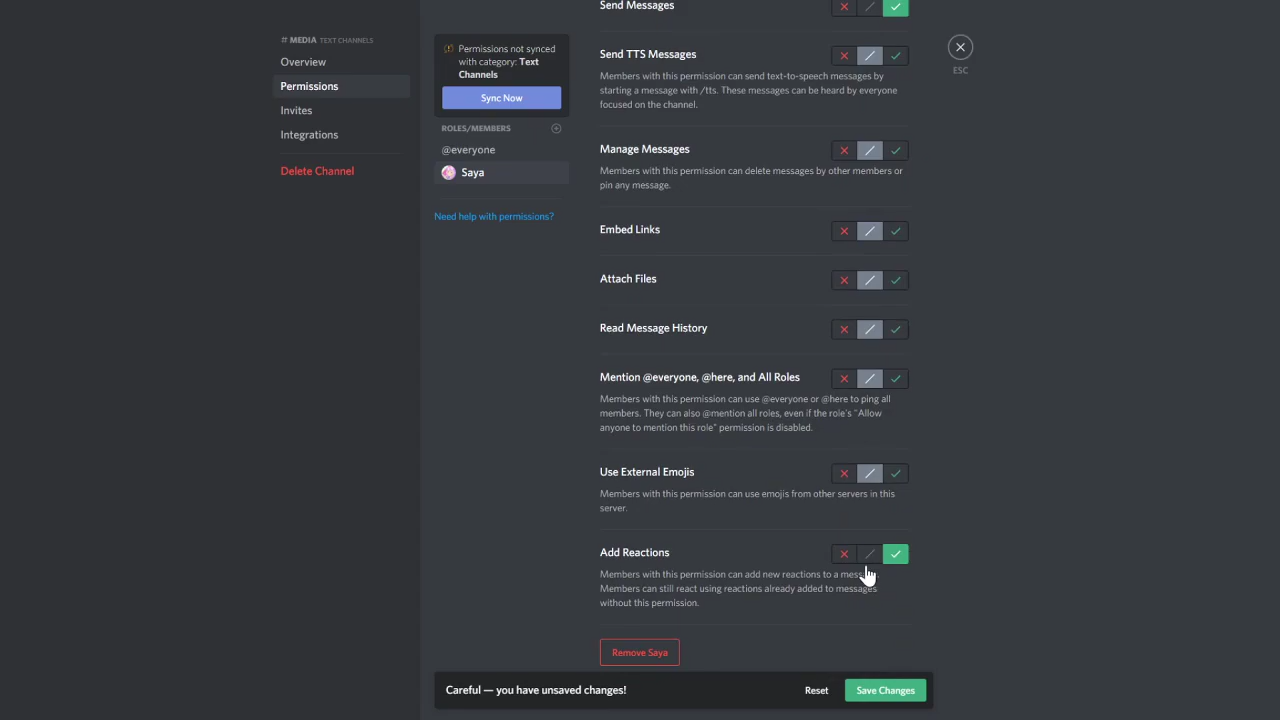 # MEDIA TEXT CHANNELS
Overview
Permissions
Invites
Integrations
Delete Channel
Permissions not synced
with category: Text
Channels
Sync Now
ROLES/MEMBERS
@everyone
Saya
Need help with permissions?
Send Messages
Send TTS Messages
Members with this permission can send text-to-speech messages by
starting a message with /tts. These messages can be heard by everyone
focused on the channel.
Manage Messages
Members with this permission can delete messages by other members or
pin any message.
Embed Links
Attach Files
Read Message History
Mention @everyone, @here, and All Roles
Members with this permission can use @everyone or @here to ping all
members. They can also @mention all roles, even if the role's "Allow
anyone to mention this role" permission is disabled.
Use External Emojis
Members with this permission can use emojis from other servers in this
server.
Add Reactions
Members with this permission can add new reactions to a message.
Members can still react using reactions already added to messages
without this permission.
Remove Saya
Careful — you have unsaved changes!
Reset
Save Changes
ESC